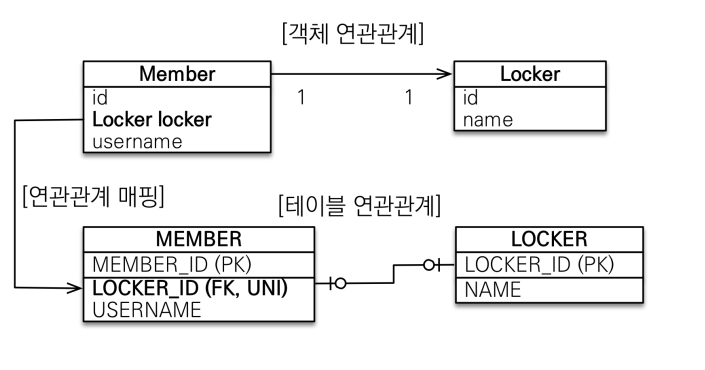 [객체 연관관계]
Member
id
Locker locker
username
1
1
Locker
id
name
[연관관계 매핑]
[테이블 연관관계]
MEMBER
MEMBER_ID (PK)
LOCKER_ID (FK, UNI)
USERNAME
LOCKER
LOCKER_ID (PK)
NAME